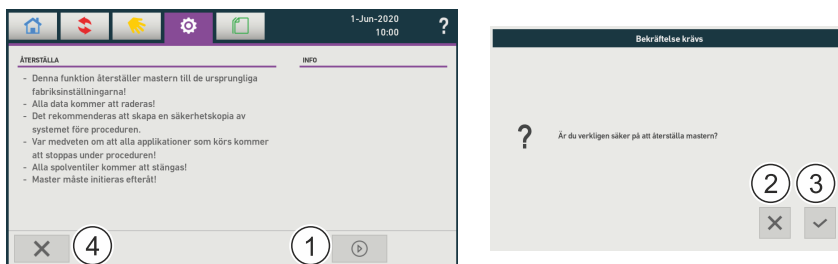 1-Jun-2020
10:00
?
ÅTERSTÄLLA
- Denna funktion återställer mastern till de ursprungliga
fabriksinställningarna!
- Alla data kommer att raderas!
- Det rekommenderas att skapa en säkerhetskopia av
systemet före proceduren.
- Var medveten om att alla applikationer som körs kommer
att stoppas under proceduren!
- Alla spolventiler kommer att stängas!
- Master måste initieras efteråt!
INFO
4
1
Bekräftelse krävs
?
Är du verkligen säker på att återställa mastern?
2
3